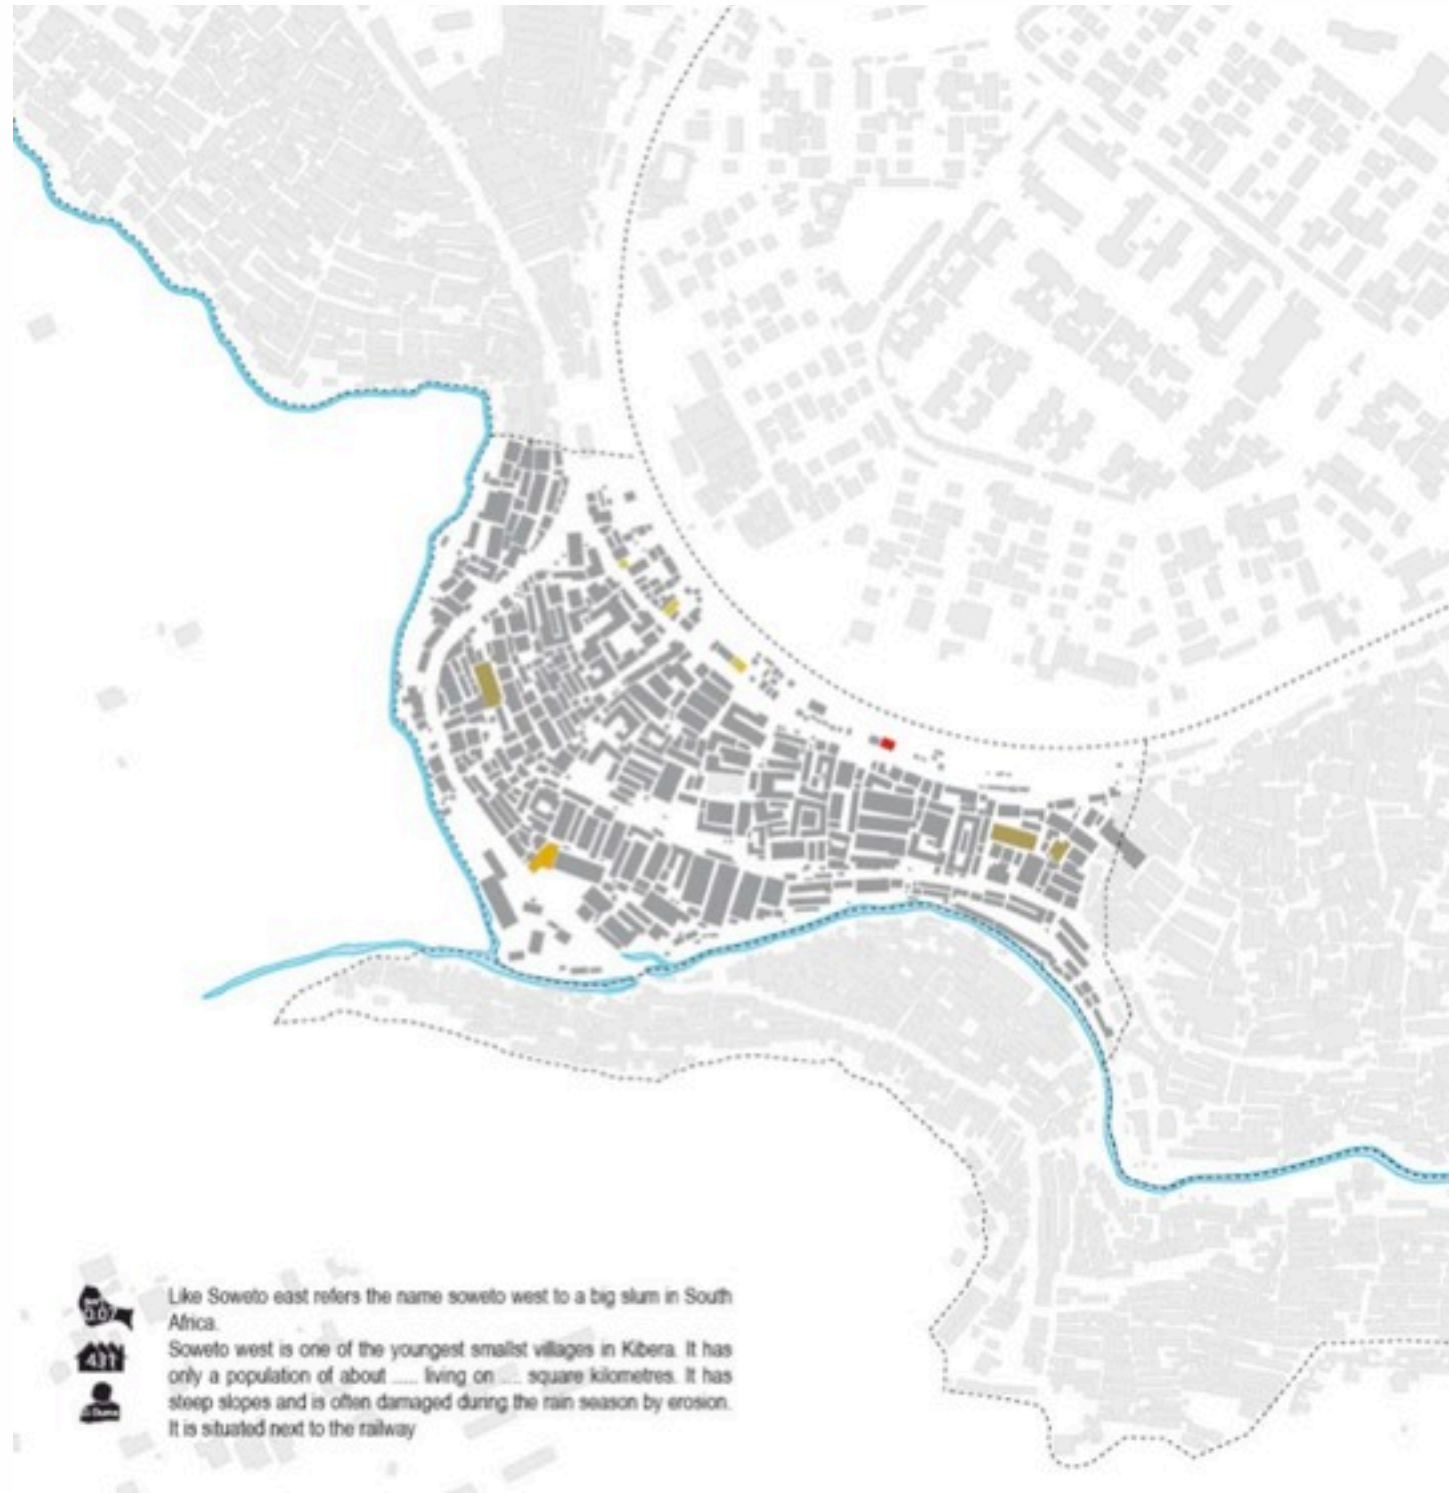 Like Soweto east refers the name soweto west to a big slum in South
Africa.
Soweto west is one of the youngest smallst villages in Kibera. It has
only a population of about ..... living on .... square kilometres. It has
steep slopes and is often damaged during the rain season by erosion.
It is situated next to the railway
431